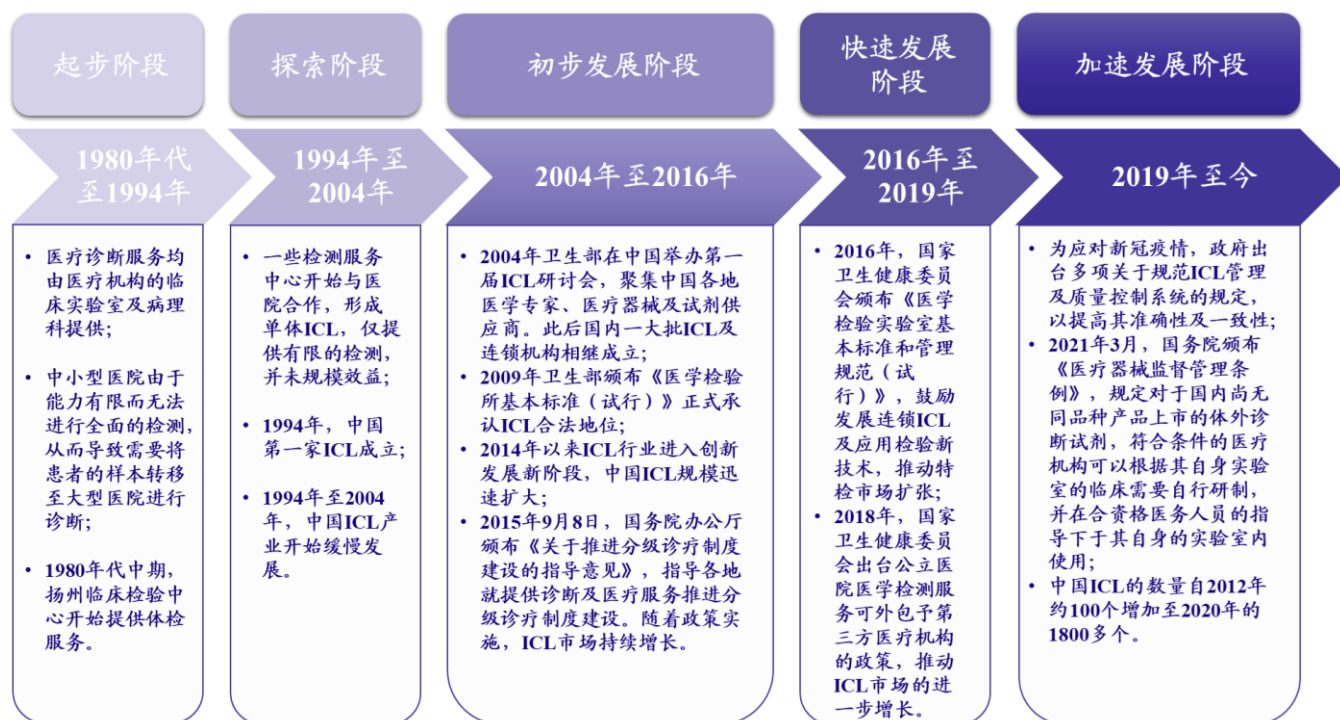 起步阶段
1980年代
至1994年
• 医疗诊断服务均
由医疗机构的临
床实验室及病理
科提供；
• 中小型医院由于
能力有限而无法
进行全面的检测，
从而导致需要将
患者的样本转移
至大型医院进行
诊断；
• 1980年代中期，
扬州临床检验中
心开始提供体检
服务。
探索阶段
1994年至
2004年
• 一些检测服务
中心开始与医
院合作，形成
单体ICL，仅提
供有限的检测，
并未规模效益；
• 1994年，中国
第一家ICL成立；
• 1994年至2004
年，中国ICL产
业开始缓慢发
展。
初步发展阶段
2004年至2016年
• 2004年卫生部在中国举办第一
届ICL研讨会，聚集中国各地
医学专家、医疗器械及试剂供
应商。此后国内一大批ICL及
连锁机构相继成立；
• 2009年卫生部颁布《医学检验
所基本标准（试行）》正式承
认ICL合法地位；
• 2014年以来ICL行业进入创新
发展新阶段，中国ICL规模迅
速扩大；
• 2015年9月8日，国务院办公厅
颁布《关于推进分级诊疗制度
建设的指导意见》，指导各地
就提供诊断及医疗服务推进分
级诊疗制度建设。随着政策实
施，ICL市场持续增长。
快速发展
阶段
2016年至
2019年
• 2016年，国家
卫生健康委员
会颁布《医学
检验实验室基
本标准和管理
规范（试
行）》，鼓励
发展连锁ICL
及应用检验新
技术，推动特
检市场扩张；
• 2018年，国家
卫生健康委员
会出台公立医
院医学检测服
务可外包予第
三方医疗机构
的政策，推动
ICL市场的进
一步增长。
加速发展阶段
2019年至今
• 为应对新冠疫情，政府出
台多项关于规范ICL管理
及质量控制系统的规定，
以提高其准确性及一致性；
• 2021年3月，国务院颁布
《医疗器械监督管理条
例》，规定对于国内尚无
同品种产品上市的体外诊
断试剂，符合条件的医疗
机构可以根据其自身实验
室的临床需要自行研制，
并在合资格医务人员的指
导下于其自身的实验室内
使用；
• 中国ICL的数量自2012年
约100个增加至2020年的
1800多个。